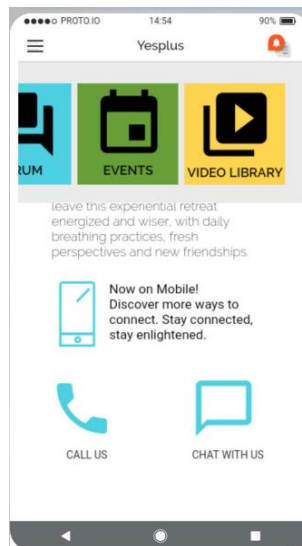 PROTO.IO 14:54 90%
Yesplus
RUM EVENTS VIDEO LIBRARY
leave this experiential retreat
energized and wiser, with daily
breathing practices, fresh
perspectives and new friendships.
Now on Mobile!
Discover more ways to
connect. Stay connected,
stay enlightened.
CALL US CHAT WITH US